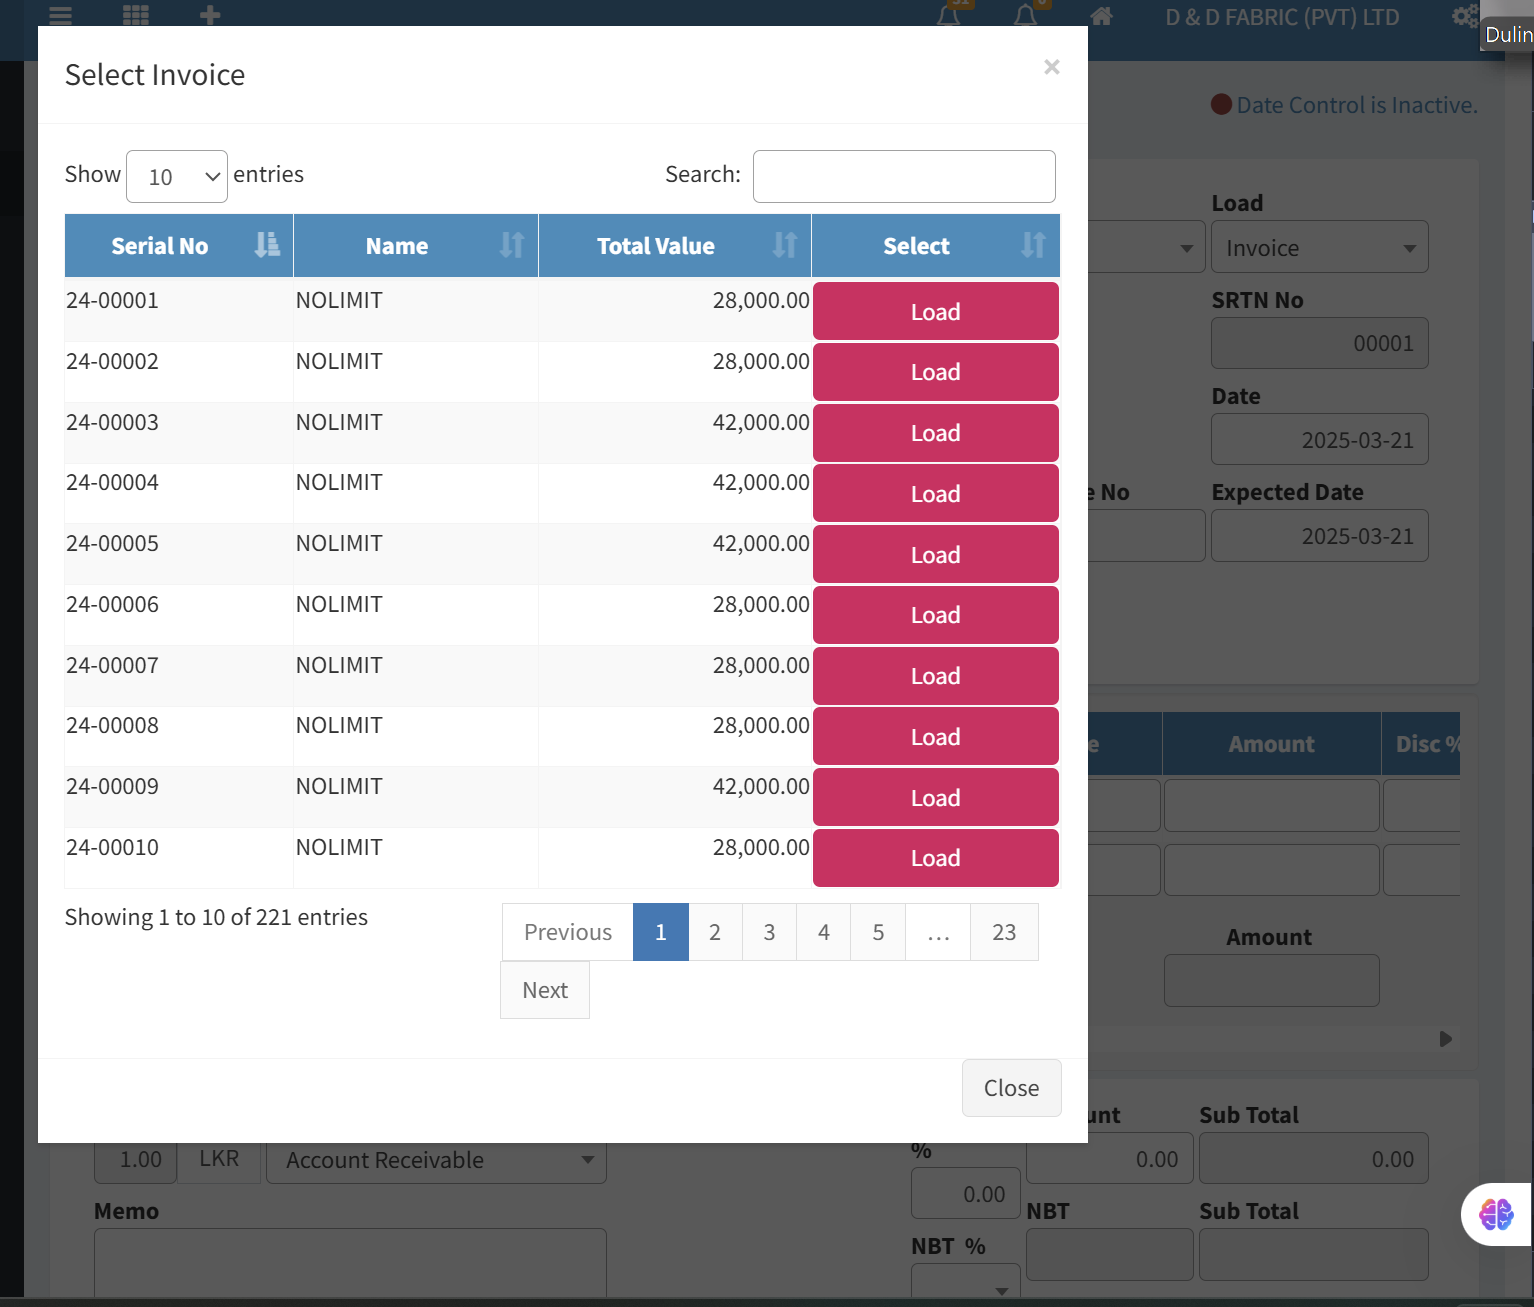 D & D FABRIC (PVT) LTD
Dulin
Select Invoice
×
Date Control is Inactive.
Show 10 entries
Search:
Load
Invoice
Serial No Name Total Value Select
24-00001 NOLIMIT 28,000.00 Load
24-00002 NOLIMIT 28,000.00 Load
24-00003 NOLIMIT 42,000.00 Load
24-00004 NOLIMIT 42,000.00 Load
24-00005 NOLIMIT 42,000.00 Load
24-00006 NOLIMIT 28,000.00 Load
24-00007 NOLIMIT 28,000.00 Load
24-00008 NOLIMIT 28,000.00 Load
24-00009 NOLIMIT 42,000.00 Load
24-00010 NOLIMIT 28,000.00 Load
SRTN No
00001
Date
2025-03-21
e No Expected Date
2025-03-21
e Amount Disc %
Amount
Showing 1 to 10 of 221 entries
Previous 1 2 3 4 5 … 23
Next
Close
unt Sub Total
1.00 LKR Account Receivable % 0.00 0.00
0.00
Memo NBT Sub Total
NBT %